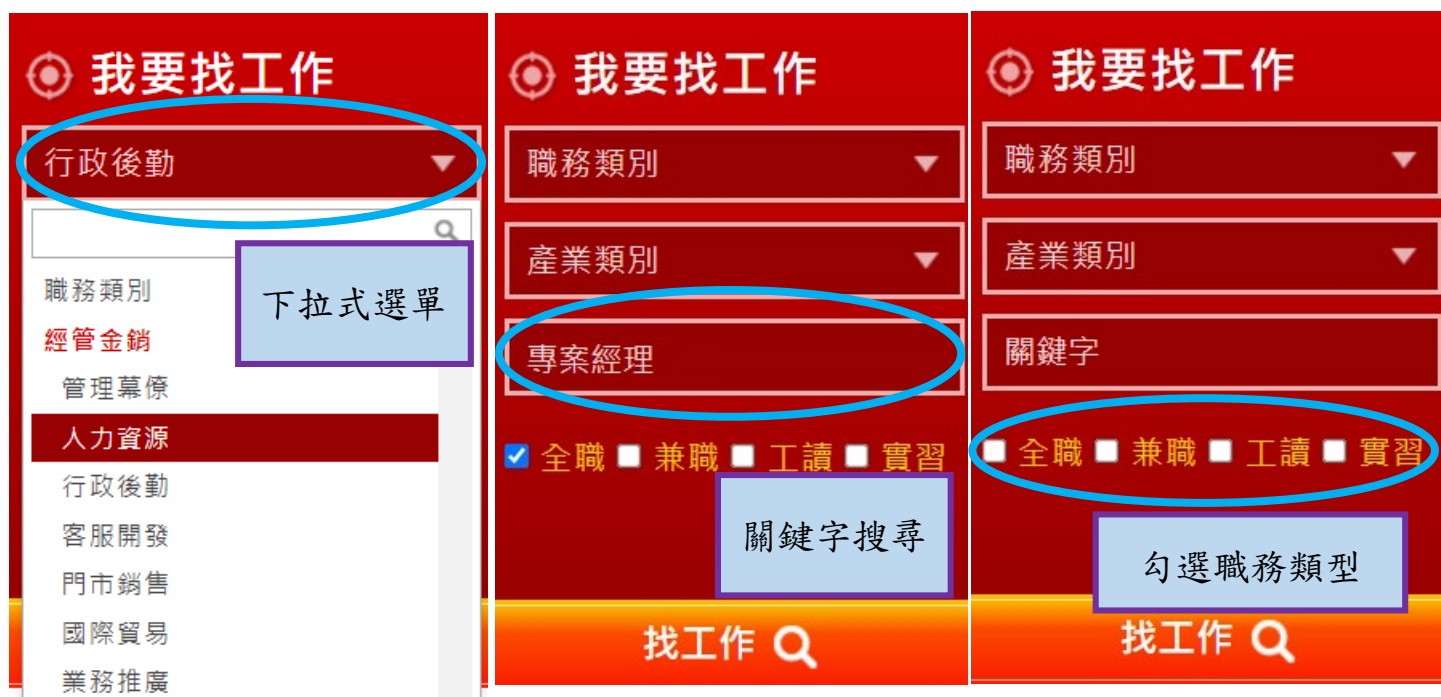 我要找工作
行政後勤
下拉式選單
職務類別
經管金銷
管理幕僚
人力資源
行政後勤
客服開發
門市銷售
國際貿易
業務推廣
我要找工作
職務類別
產業類別
專案經理
全職 兼職 工讀 實習
關鍵字搜尋
找工作
我要找工作
職務類別
產業類別
關鍵字
全職 兼職 工讀 實習
勾選職務類型
找工作